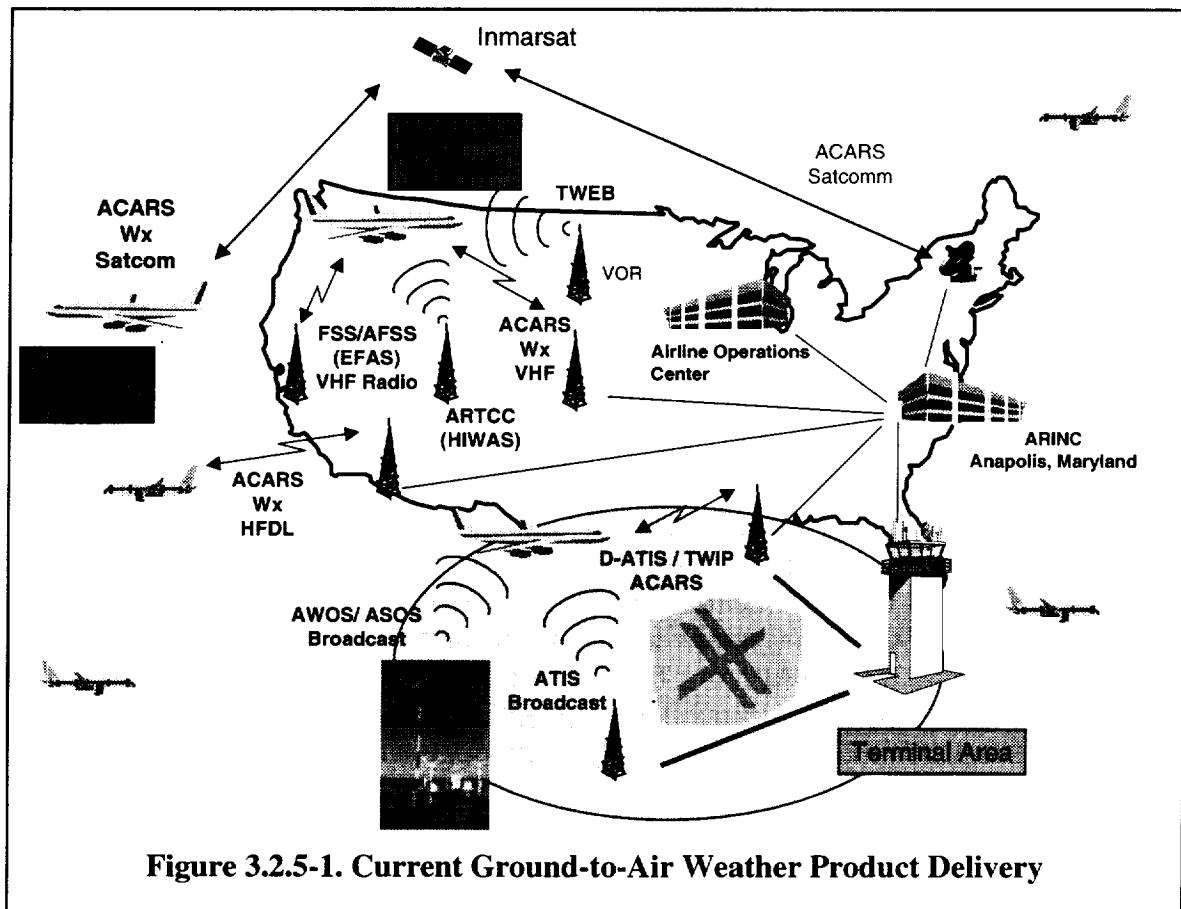 Inmarsat
ACARS
Satcomm
TWEB
ACARS
Wx
Satcom
VOR
FSS/AFSS
(EFAS)
VHF Radio
ACARS
Wx
VHF
Airline Operations
Center
ARTCC
(HIWAS)
ARINC
Anapolis, Maryland
ACARS
Wx
HFDL
D-ATIS / TWIP
ACARS
AWOS/ ASOS
Broadcast
ATIS
Broadcast
Terminal Area
Figure 3.2.5-1. Current Ground-to-Air Weather Product Delivery